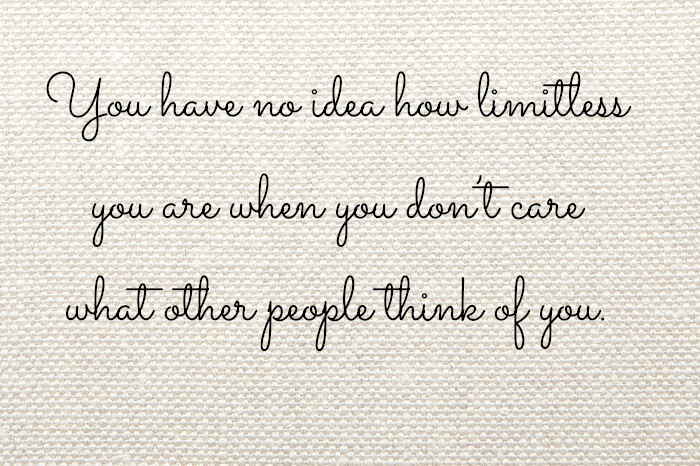 You have no idea how limitless
you are when you don't care
what other people think of you.